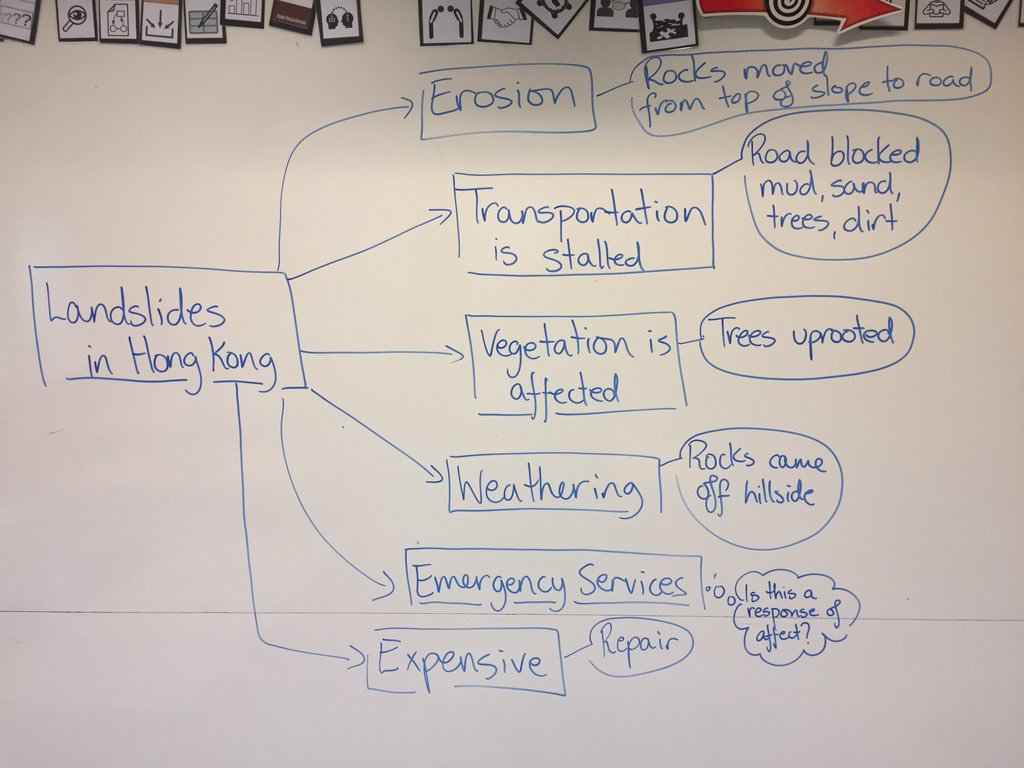 ???
Erosion
Rocks moved
from top of slope to road
Transportation
is stalled
Road blocked
mud, sand,
trees, dirt
Landslides
in Hong Kong
Vegetation is
affected
Trees uprooted
Weathering
Rocks came
off hillside
Emergency Services
Is this a
response of
affect?
Expensive
Repair